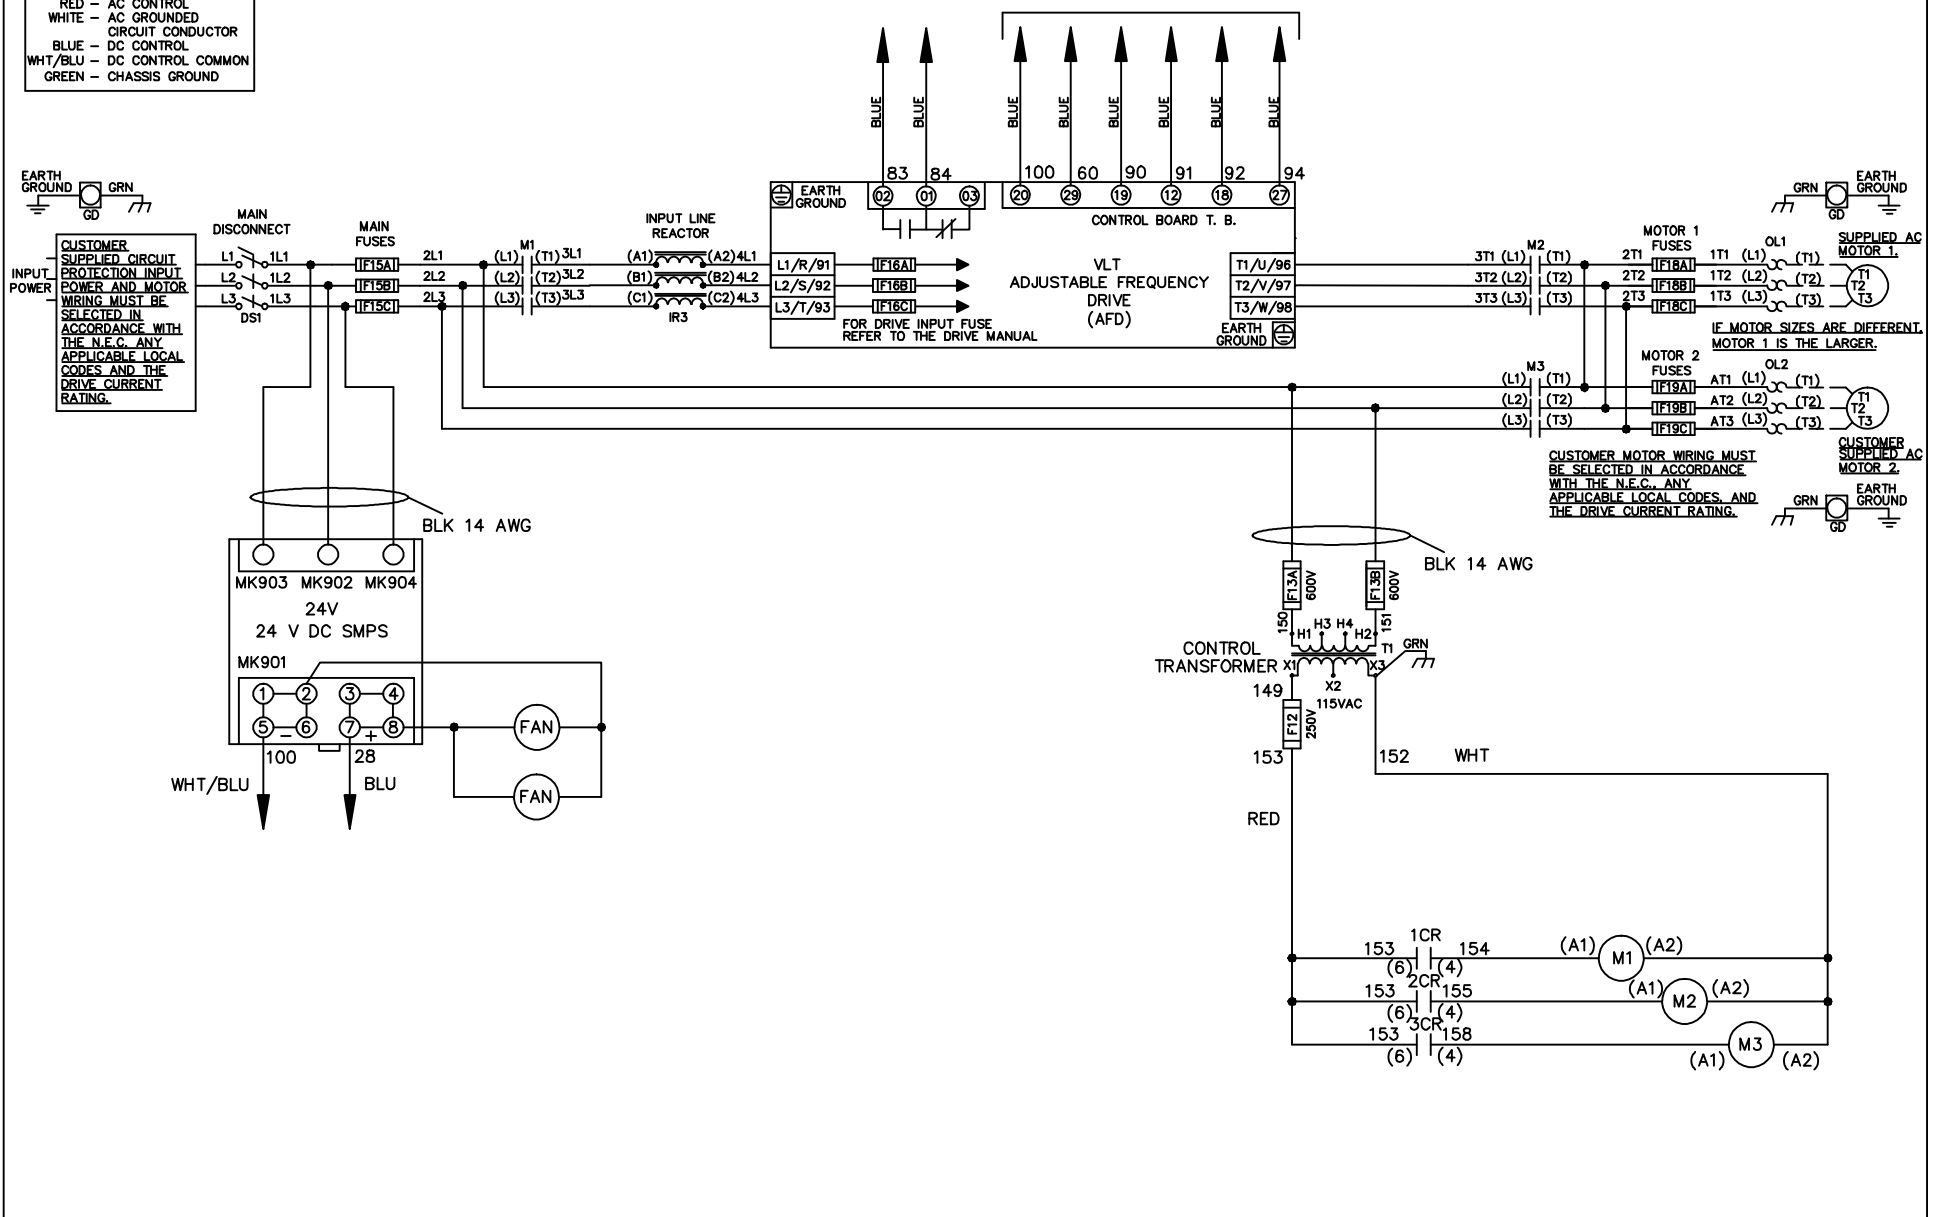 RED – AC CONTROL
WHITE – AC GROUNDED
CIRCUIT CONDUCTOR
BLUE – DC CONTROL
WHT/BLU – DC CONTROL COMMON
GREEN – CHASSIS GROUND
BLUE BLUE BLUE BLUE BLUE BLUE BLUE BLUE
83 84 100 60 90 91 92 94
02 01 03 20 29 19 12 18 27
EARTH
GROUND
CONTROL BOARD T. B.
EARTH
GROUND GRN
GD
MAIN
DISCONNECT
MAIN
FUSES
INPUT LINE
REACTOR
INPUT
POWER
CUSTOMER
SUPPLIED CIRCUIT
PROTECTION INPUT
POWER AND MOTOR
WIRING MUST BE
SELECTED IN
ACCORDANCE WITH
THE N.E.C. ANY
APPLICABLE LOCAL
CODES AND THE
DRIVE CURRENT
RATING.
M1
L1 1L1 F15A 2L1 (L1) (T1) 3L1 (A1) (A2) 4L1 L1/R/91 F16A
L2 1L2 F15B 2L2 (L2) (T2) 3L2 (B1) (B2) 4L2 L2/S/92 F16B
L3 1L3 F15C 2L3 (L3) (T3) 3L3 (C1) (C2) 4L3 L3/T/93 F16C
DS1
IR3
VLT
ADJUSTABLE FREQUENCY
DRIVE
(AFD)
FOR DRIVE INPUT FUSE
REFER TO THE DRIVE MANUAL
EARTH
GROUND
GRN EARTH
GROUND
GD
M2
MOTOR 1
FUSES
OL1
SUPPLIED AC
MOTOR 1.
T1/U/96 3T1 (L1) (T1) 2T1 F18A 1T1 (L1) (T1) T1
T2/V/97 3T2 (L2) (T2) 2T2 F18B 1T2 (L2) (T2) T2
T3/W/98 3T3 (L3) (T3) 2T3 F18C 1T3 (L3) (T3) T3
IF MOTOR SIZES ARE DIFFERENT,
MOTOR 1 IS THE LARGER.
M3
MOTOR 2
FUSES
OL2
(L1) (T1) F19A AT1 (L1) (T1) T1
(L2) (T2) F19B AT2 (L2) (T2) T2
(L3) (T3) F19C AT3 (L3) (T3) T3
CUSTOMER
SUPPLIED AC
MOTOR 2.
CUSTOMER MOTOR WIRING MUST
BE SELECTED IN ACCORDANCE
WITH THE N.E.C., ANY
APPLICABLE LOCAL CODES, AND
THE DRIVE CURRENT RATING.
GRN EARTH
GROUND
GD
BLK 14 AWG
MK903 MK902 MK904
24V
24 V DC SMPS
MK901
1 2 3 4
5 – 6 7 + 8
100 28
WHT/BLU BLU
FAN
FAN
BLK 14 AWG
F13A 600V F13B 600V
150 151
H1 H3 H4 H2
T1 GRN
CONTROL
TRANSFORMER
X1 X2 X3
115VAC
149
F12 250V
153
152 WHT
RED
1CR
153 154 (A1) M1 (A2)
(6) (4)
2CR
153 155 (A1) M2 (A2)
(6) (4)
3CR
153 158 M3
(6) (4) (A1) (A2)